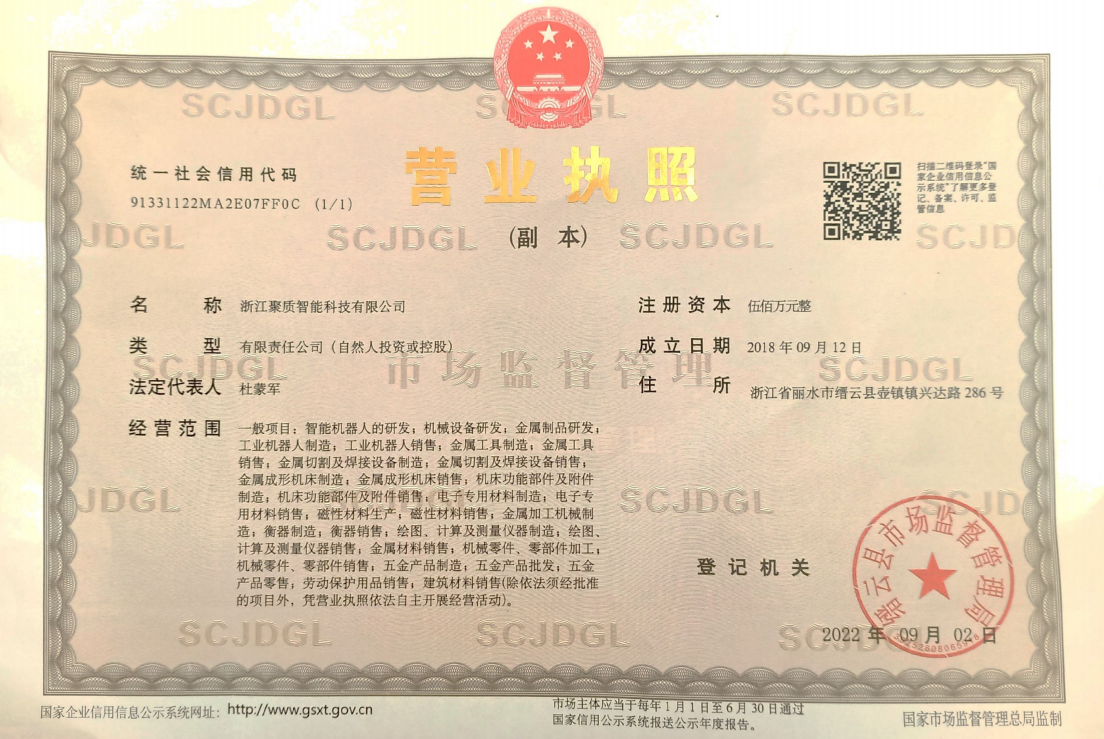 统一社会信用代码
91331122MA2E07FF0C (1/1)
营业执照
(副 本)
扫描二维码登录“国
家企业信用信息公
示系统”了解更多登
记、备案、许可、监
管信息
名 称 浙江聚质智能科技有限公司
类 型 有限责任公司（自然人投资或控股）
法定代表人 杜蒙军
经营范围 一般项目：智能机器人的研发；机械设备研发；金属制品研发；
工业机器人制造；工业机器人销售；金属工具制造；金属工具
销售；金属切割及焊接设备制造；金属切割及焊接设备销售；
金属成形机床制造；金属成形机床销售；机床功能部件及附件
制造；机床功能部件及附件销售；电子专用材料制造；电子专
用材料销售；磁性材料生产；磁性材料销售；金属加工机械制
造；衡器制造；衡器销售；绘图、计算及测量仪器制造；绘图、
计算及测量仪器销售；金属材料销售；机械零件、零部件加工；
机械零件、零部件销售；五金产品制造；五金产品批发；五金
产品零售；劳动保护用品销售；建筑材料销售(除依法须经批准
的项目外，凭营业执照依法自主开展经营活动)。
注册资本 伍佰万元整
成立日期 2018 年 09 月 12 日
住 所 浙江省丽水市缙云县壶镇镇兴达路 286 号
登记机关
缙云县市场监督管理局
2022 年 09 月 02 日
SCJDGL SCJDGL
JDGL SCJDGL SCJDGL SCJD
SCJDGL 市场监督管理 SCJDGL
JDGL SCJDGL SCJD
SCJDGL SCJDGL
国家企业信用信息公示系统网址：http://www.gsxt.gov.cn
市场主体应当于每年 1 月 1 日至 6 月 30 日通过
国家信用公示系统报送公示年度报告。
国家市场监督管理总局监制